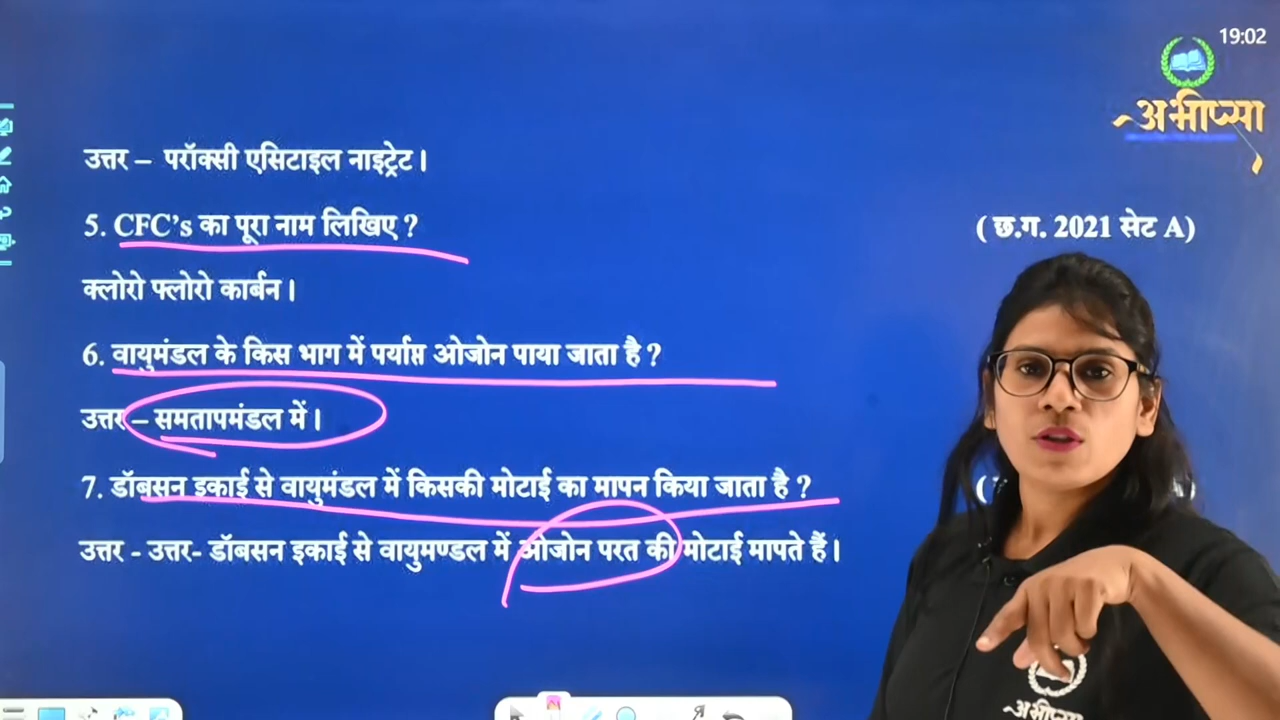 19:02
अभीप्सा
उत्तर – परॉक्सी एसिटाइल नाइट्रेट।
5. CFC’s का पूरा नाम लिखिए ? ( छ.ग. 2021 सेट A)
क्लोरो फ्लोरो कार्बन।
6. वायुमंडल के किस भाग में पर्याप्त ओजोन पाया जाता है ?
उत्तर – समतापमंडल में।
7. डॉबसन इकाई से वायुमंडल में किसकी मोटाई का मापन किया जाता है ? (
उत्तर - उत्तर- डॉबसन इकाई से वायुमण्डल में ओजोन परत की मोटाई मापते हैं।
अभीप्सा